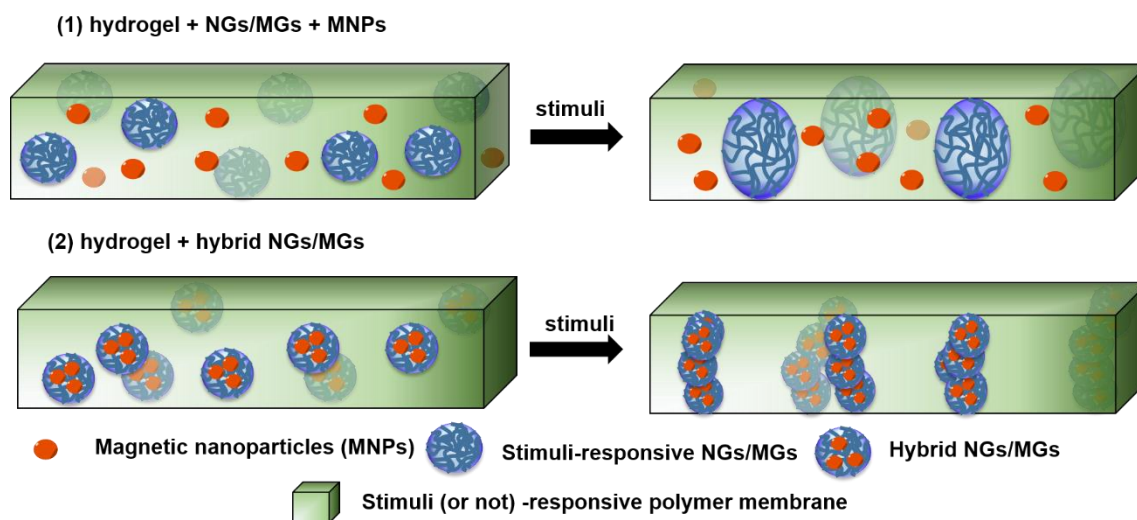 (1) hydrogel + NGs/MGs + MNPs
stimuli
(2) hydrogel + hybrid NGs/MGs
stimuli
Magnetic nanoparticles (MNPs)
Stimuli-responsive NGs/MGs
Hybrid NGs/MGs
Stimuli (or not) -responsive polymer membrane